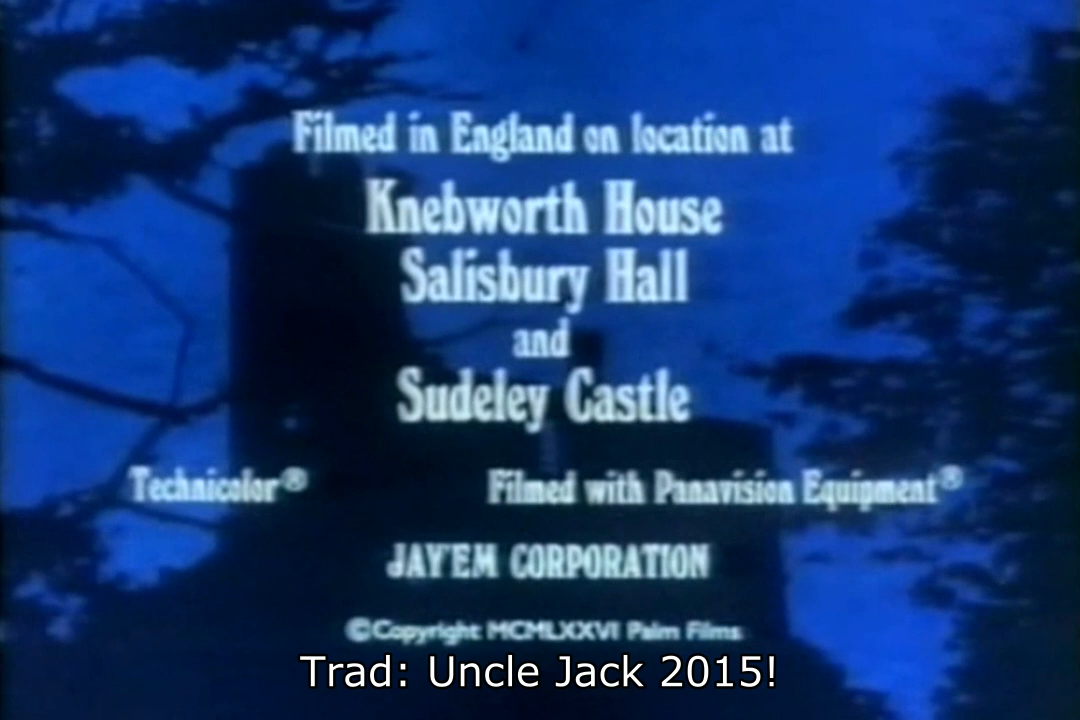 Filmed in England on location at
Knebworth House
Salisbury Hall
and
Sudeley Castle
Technicolor® Filmed with Panavision Equipment®
JAYEM CORPORATION
©Copyright MCMLXXVI Palm Films
Trad: Uncle Jack 2015!